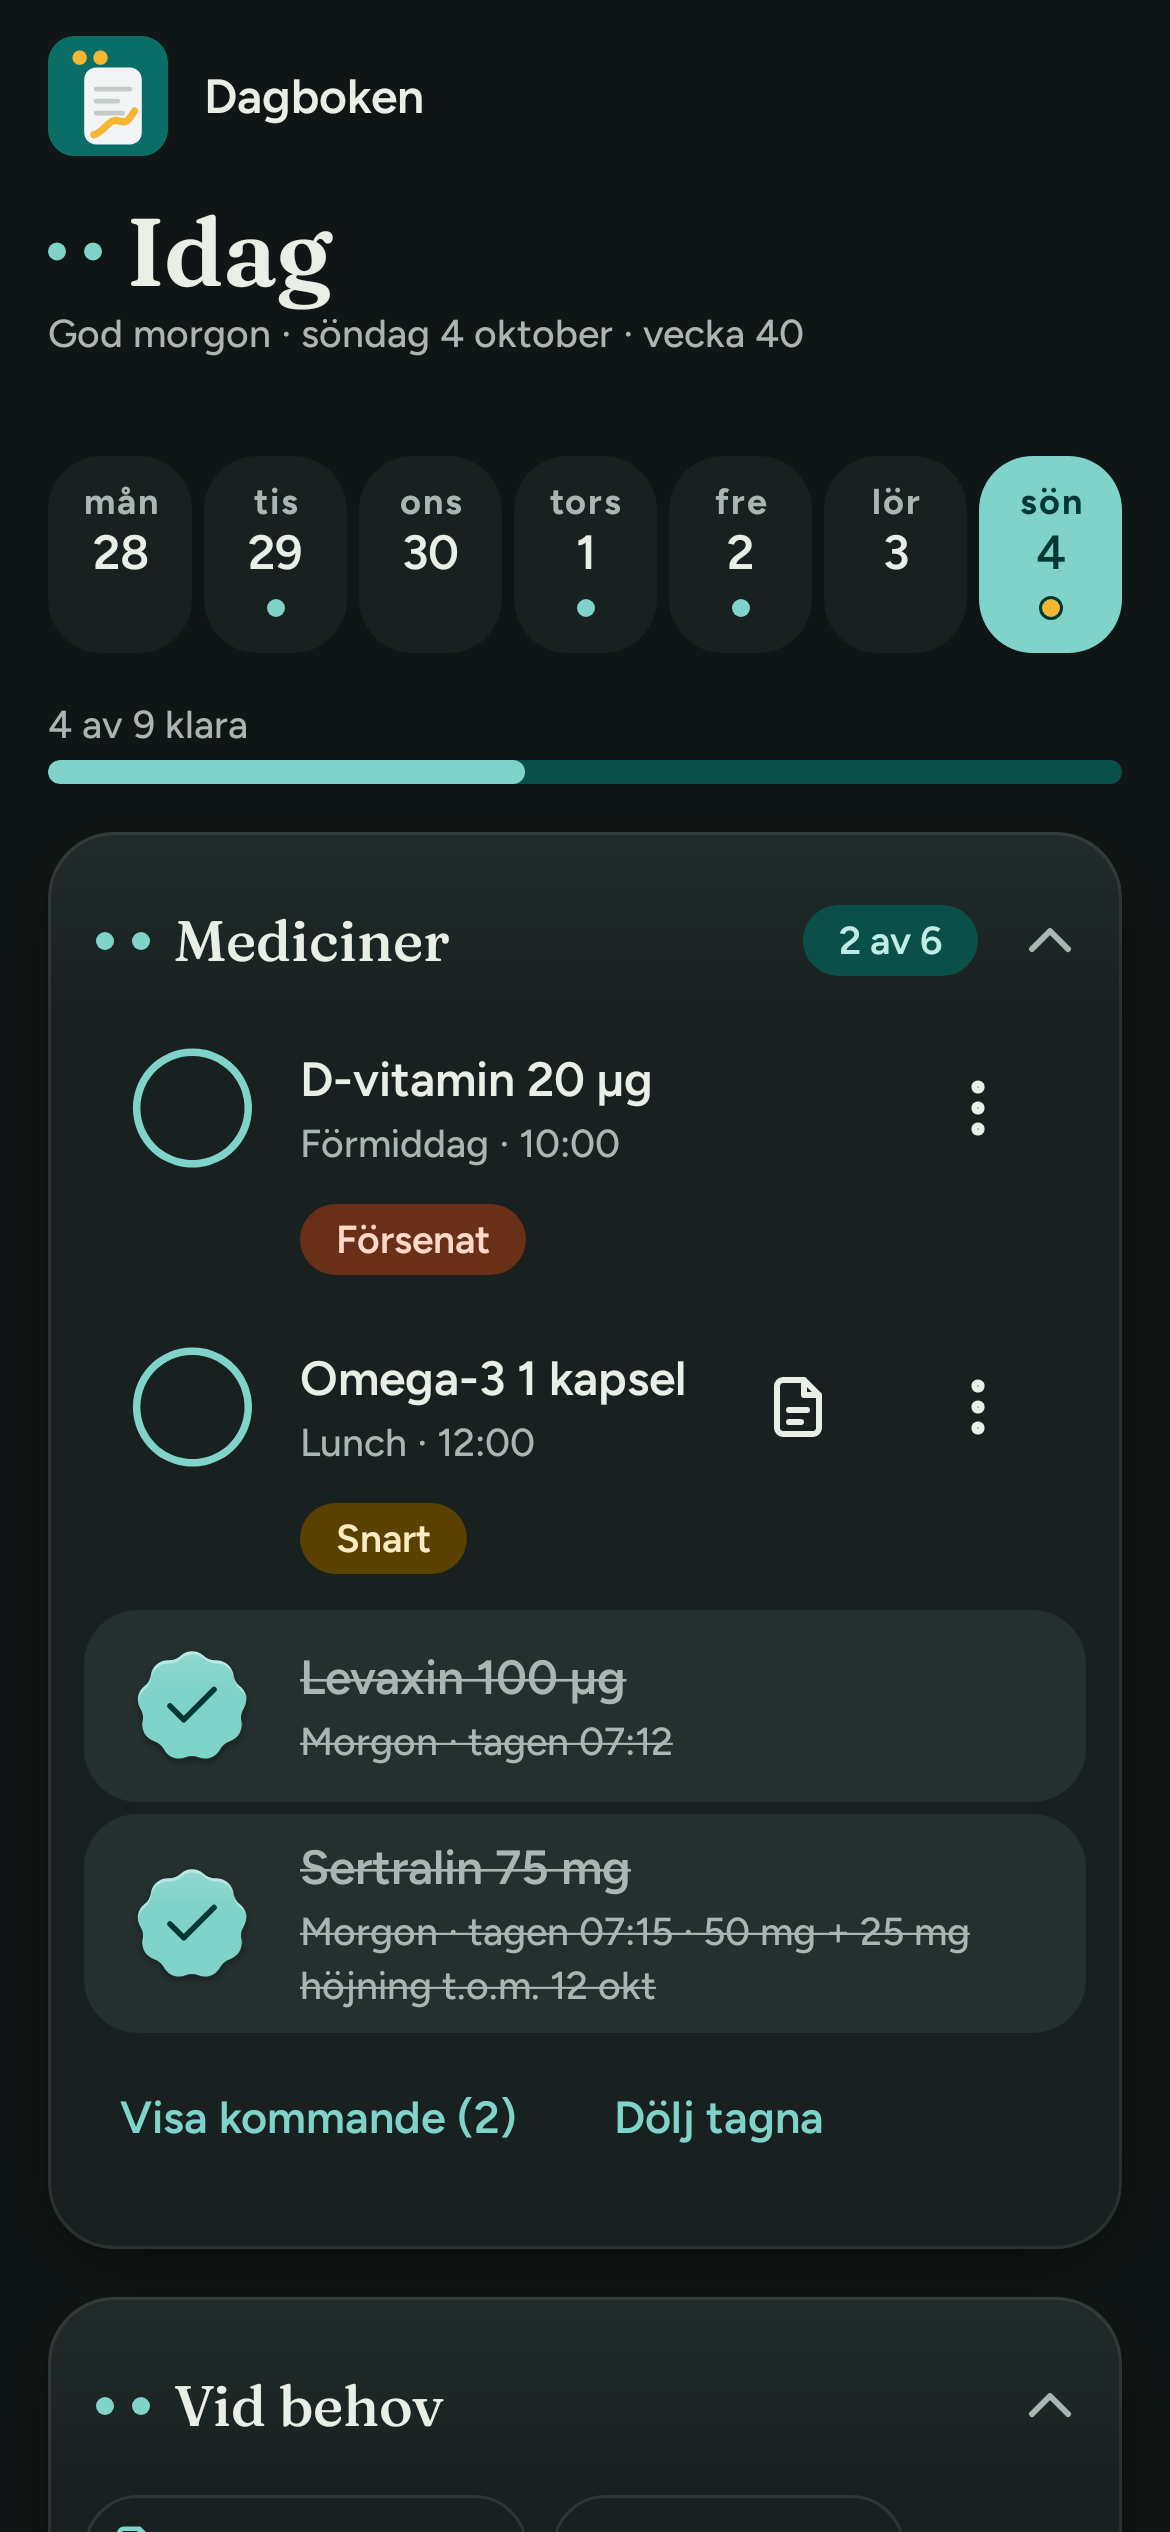 Dagboken
Idag
God morgon · söndag 4 oktober · vecka 40
mån tis ons tors fre lör sön
28 29 30 1 2 3 4
4 av 9 klara
Mediciner 2 av 6
D-vitamin 20 µg
Förmiddag · 10:00
Försenat
Omega-3 1 kapsel
Lunch · 12:00
Snart
Levaxin 100 µg
Morgon · tagen 07:12
Sertralin 75 mg
Morgon · tagen 07:15 · 50 mg + 25 mg
höjning t.o.m. 12 okt
Visa kommande (2) Dölj tagna
Vid behov